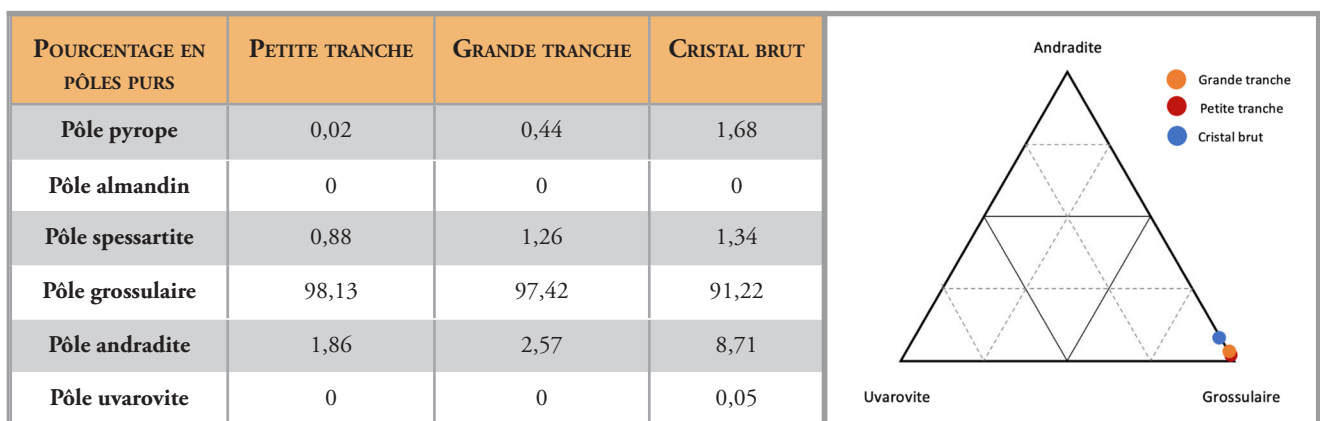 POURCENTAGE EN PÔLES PURS PETITE TRANCHE GRANDE TRANCHE CRISTAL BRUT
Pôle pyrope 0,02 0,44 1,68
Pôle almandin 0 0 0
Pôle spessartite 0,88 1,26 1,34
Pôle grossulaire 98,13 97,42 91,22
Pôle andradite 1,86 2,57 8,71
Pôle uvarovite 0 0 0,05
Andradite
Grande tranche
Petite tranche
Cristal brut
Uvarovite Grossulaire